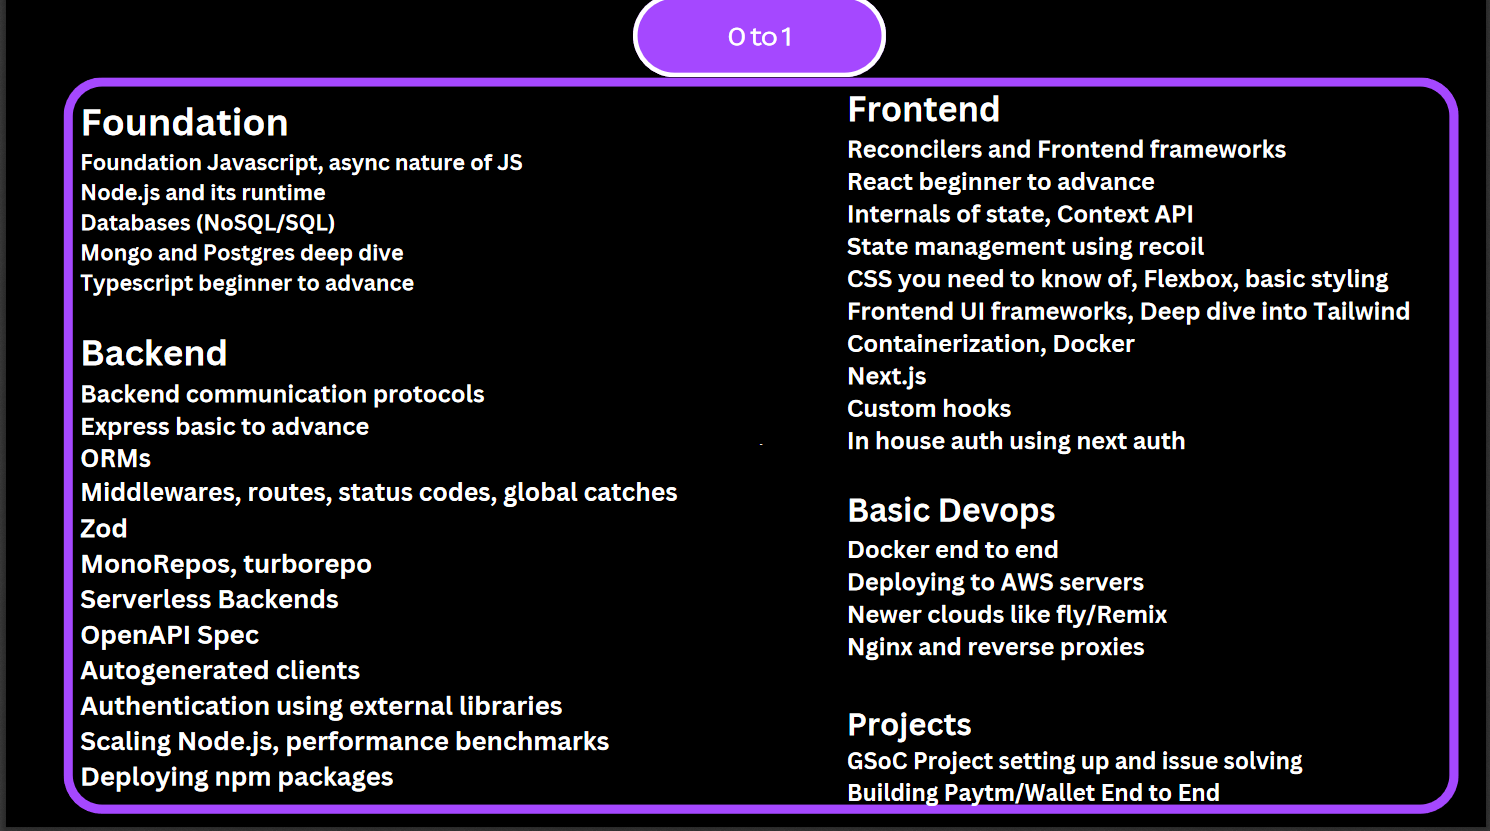 0 to 1
Foundation
Foundation Javascript, async nature of JS
Node.js and its runtime
Databases (NoSQL/SQL)
Mongo and Postgres deep dive
Typescript beginner to advance
Backend
Backend communication protocols
Express basic to advance
ORMs
Middlewares, routes, status codes, global catches
Zod
MonoRepos, turborepo
Serverless Backends
OpenAPI Spec
Autogenerated clients
Authentication using external libraries
Scaling Node.js, performance benchmarks
Deploying npm packages
Frontend
Reconcilers and Frontend frameworks
React beginner to advance
Internals of state, Context API
State management using recoil
CSS you need to know of, Flexbox, basic styling
Frontend UI frameworks, Deep dive into Tailwind
Containerization, Docker
Next.js
Custom hooks
In house auth using next auth
Basic Devops
Docker end to end
Deploying to AWS servers
Newer clouds like fly/Remix
Nginx and reverse proxies
Projects
GSoC Project setting up and issue solving
Building Paytm/Wallet End to End